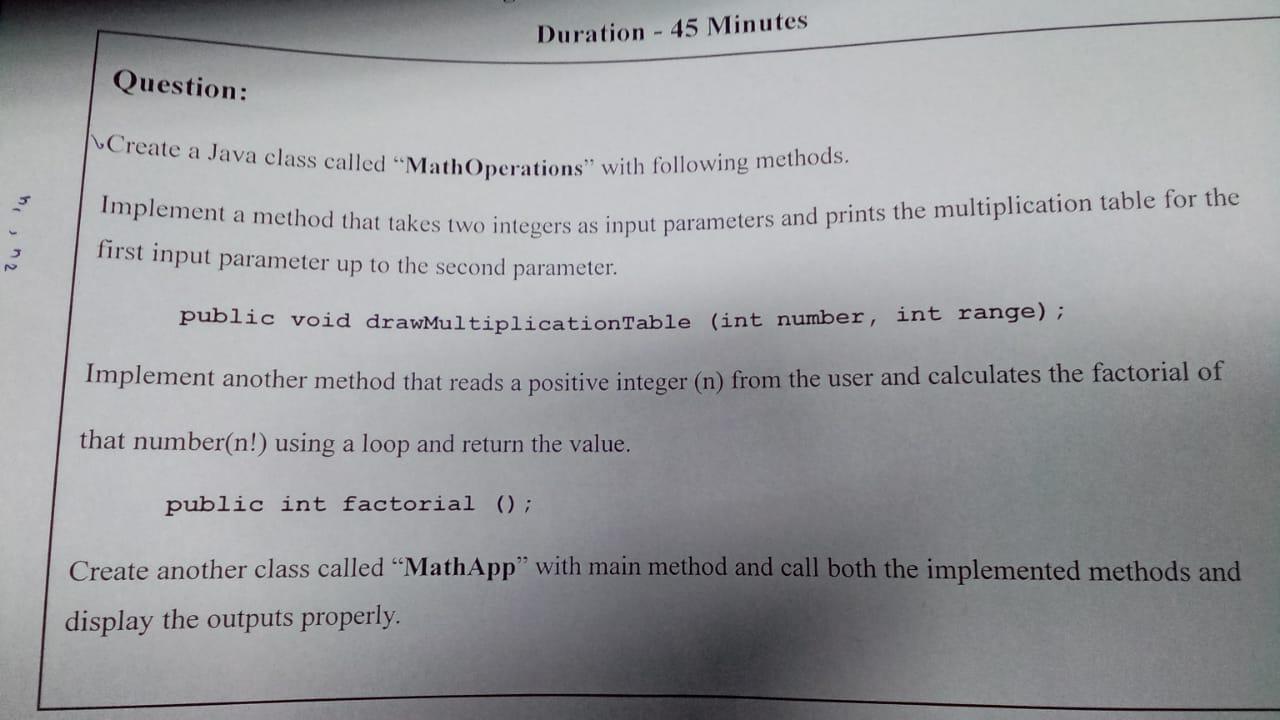 Duration - 45 Minutes
Question:
Create a Java class called “MathOperations” with following methods.
Implement a method that takes two integers as input parameters and prints the multiplication table for the
first input parameter up to the second parameter.
public void drawMultiplicationTable (int number, int range);
Implement another method that reads a positive integer (n) from the user and calculates the factorial of
that number(n!) using a loop and return the value.
public int factorial ();
Create another class called “MathApp” with main method and call both the implemented methods and
display the outputs properly.